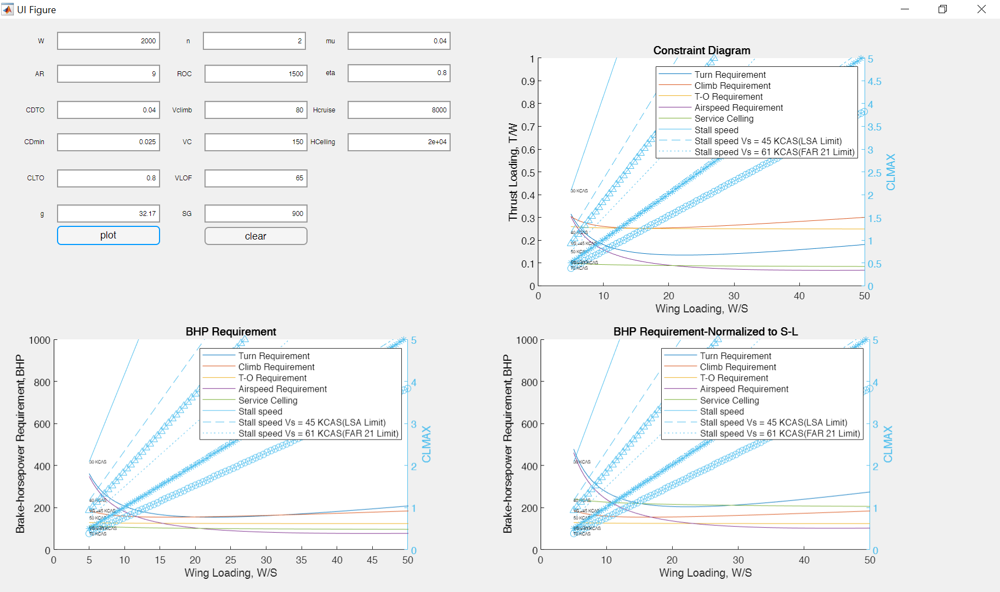 UI Figure
W 2000 n 2 mu 0.04
AR 9 ROC 1500 eta 0.8
CDTO 0.04 Vclimb 80 Hcruise 8000
CDmin 0.025 VC 150 HCelling 2e+04
CLTO 0.8 VLOF 65
g 32.17 SG 900
plot clear
Constraint Diagram
Thrust Loading, T/W
1
0.9
0.8
0.7
0.6
0.5
0.4
0.3
0.2
0.1
0
Turn Requirement
Climb Requirement
T-O Requirement
Airspeed Requirement
Service Celling
Stall speed
Stall speed Vs = 45 KCAS(LSA Limit)
Stall speed Vs = 61 KCAS(FAR 21 Limit)
30 KCAS
40 KCAS
VS =45 KCAS
50 KCAS
70 KCAS
5
4.5
4
3.5
3
2.5
2
1.5
1
0.5
0
CLMAX
0 10 20 30 40 50
Wing Loading, W/S
BHP Requirement
Brake-horsepower Requirement,BHP
1000
800
600
400
200
0
Turn Requirement
Climb Requirement
T-O Requirement
Airspeed Requirement
Service Celling
Stall speed
Stall speed Vs = 45 KCAS(LSA Limit)
Stall speed Vs = 61 KCAS(FAR 21 Limit)
30 KCAS
40 KCAS
VS =45 KCAS
50 KCAS
70 KCAS
5
4
3
2
1
0
CLMAX
0 5 10 15 20 25 30 35 40 45 50
Wing Loading, W/S
BHP Requirement-Normalized to S-L
Brake-horsepower Requirement,BHP
1000
800
600
400
200
0
Turn Requirement
Climb Requirement
T-O Requirement
Airspeed Requirement
Service Celling
Stall speed
Stall speed Vs = 45 KCAS(LSA Limit)
Stall speed Vs = 61 KCAS(FAR 21 Limit)
30 KCAS
40 KCAS
VS =45 KCAS
50 KCAS
70 KCAS
5
4
3
2
1
0
CLMAX
0 10 20 30 40 50
Wing Loading, W/S